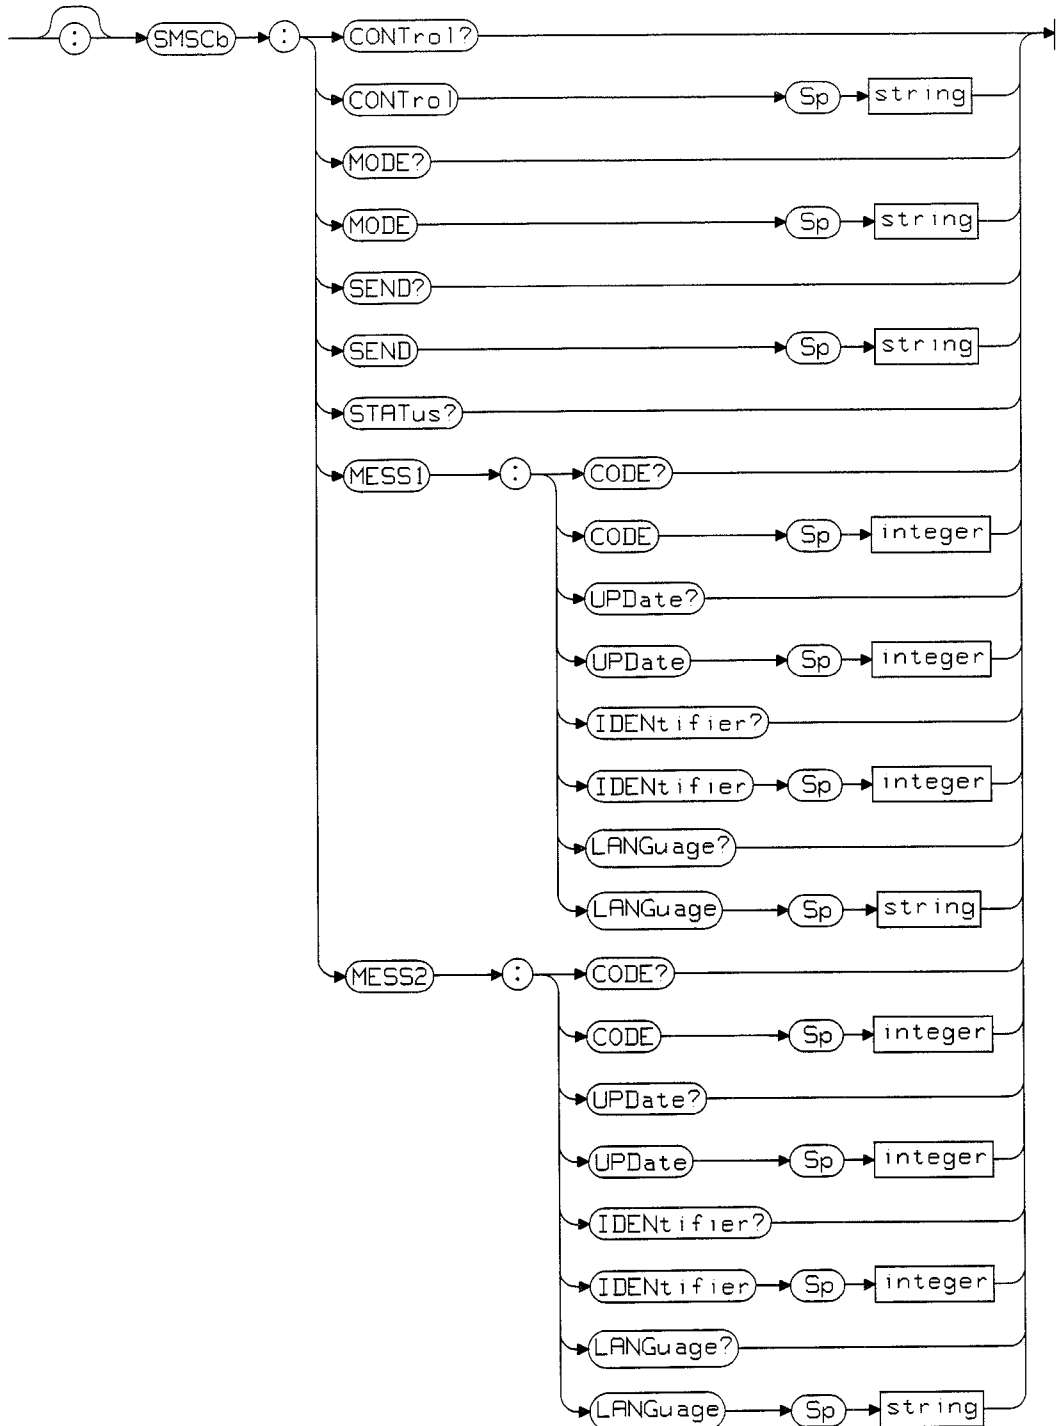 : SMSCb : CONTrol?
CONTrol Sp string
MODE?
MODE Sp string
SEND?
SEND Sp string
STATus?
MESS1 : CODE?
CODE Sp integer
UPDate?
UPDate Sp integer
IDENtifier?
IDENtifier Sp integer
LANGuage?
LANGuage Sp string
MESS2 : CODE?
CODE Sp integer
UPDate?
UPDate Sp integer
IDENtifier?
IDENtifier Sp integer
LANGuage?
LANGuage Sp string